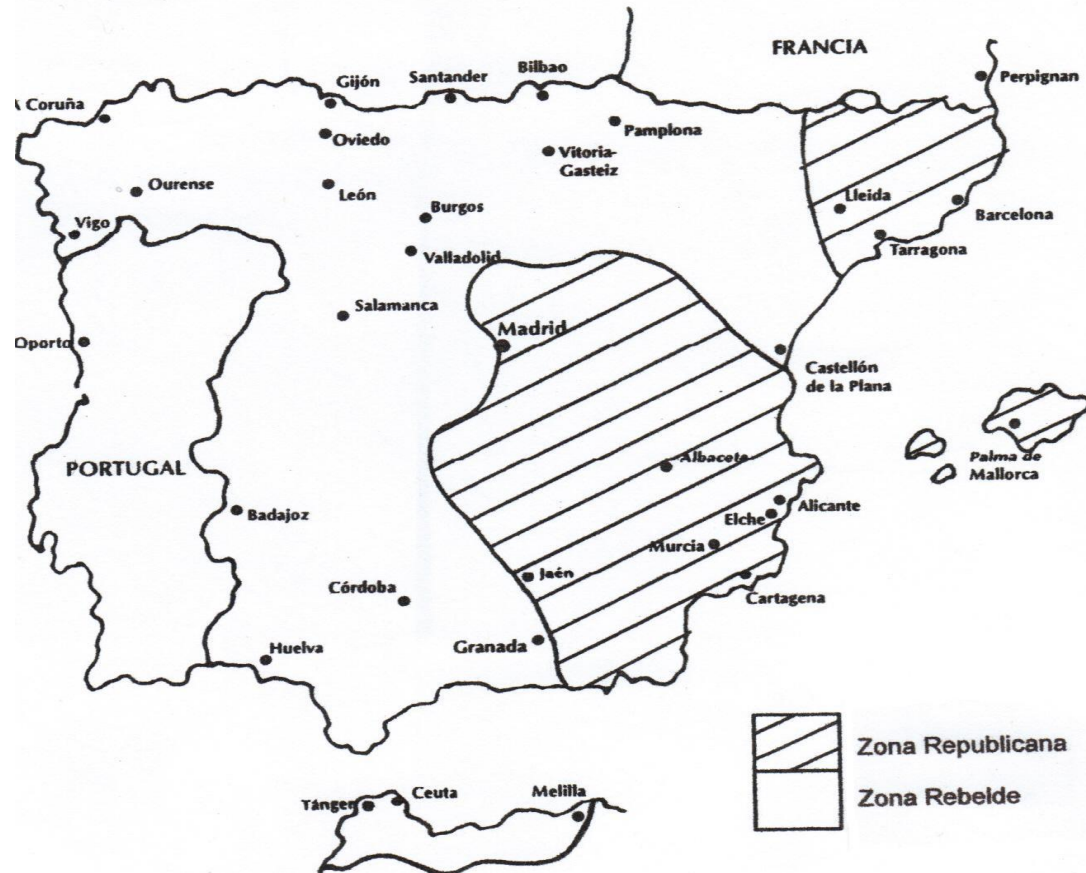 FRANCIA
Perpignan
Gijón
Santander
Bilbao
A Coruña
Oviedo
Pamplona
Vitoria-
Gasteiz
Ourense
León
Burgos
Lleida
Barcelona
Vigo
Valladolid
Tarragona
Salamanca
Madrid
Oporto
Castellón
de la Plana
PORTUGAL
Albacete
Palma de
Mallorca
Badajoz
Elche
Alicante
Murcia
Jaén
Córdoba
Cartagena
Granada
Huelva
Zona Republicana
Zona Rebelde
Tánger
Ceuta
Melilla